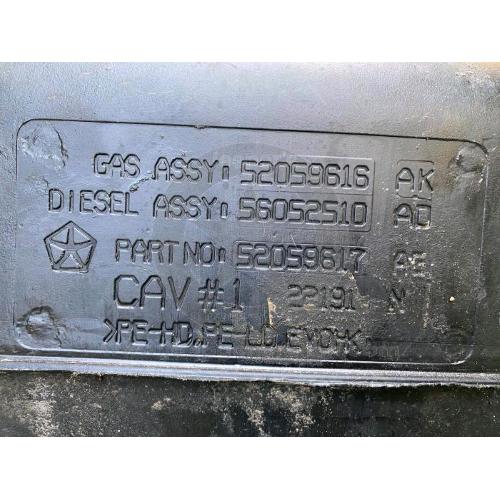 GAS ASSY: 52059616 AK
DIESEL ASSY: 56052510 AD
PART NO: 52059617 AE
CAV #1 22191 N
>PE-HD,PE-LD,EVOH<